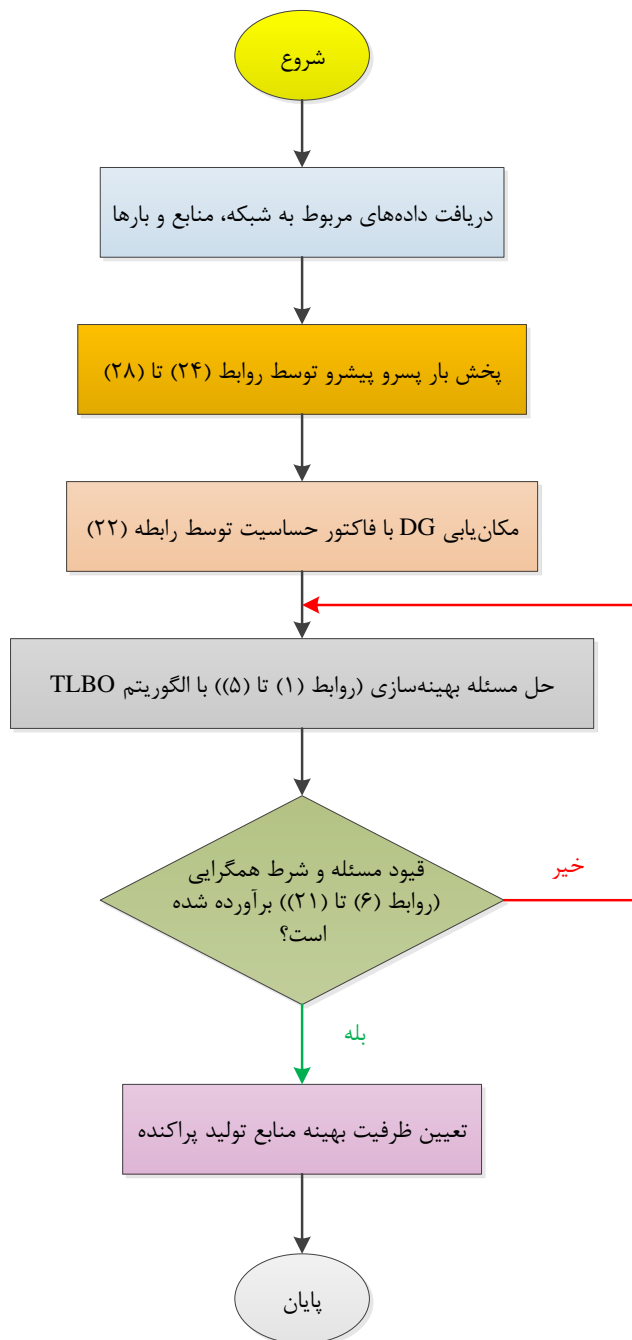 شروع
دریافت داده‌های مربوط به شبکه، منابع و بارها
پخش بار پسرو پیشرو توسط روابط (۲۴) تا (۲۸)
مکان‌یابی DG با فاکتور حساسیت توسط رابطه (۲۲)
حل مسئله بهینه‌سازی (روابط (۱) تا (۵)) با الگوریتم TLBO
قیود مسئله و شرط همگرایی
(روابط (۶) تا (۲۱)) برآورده شده
است؟
خیر
بله
تعیین ظرفیت بهینه منابع تولید پراکنده
پایان